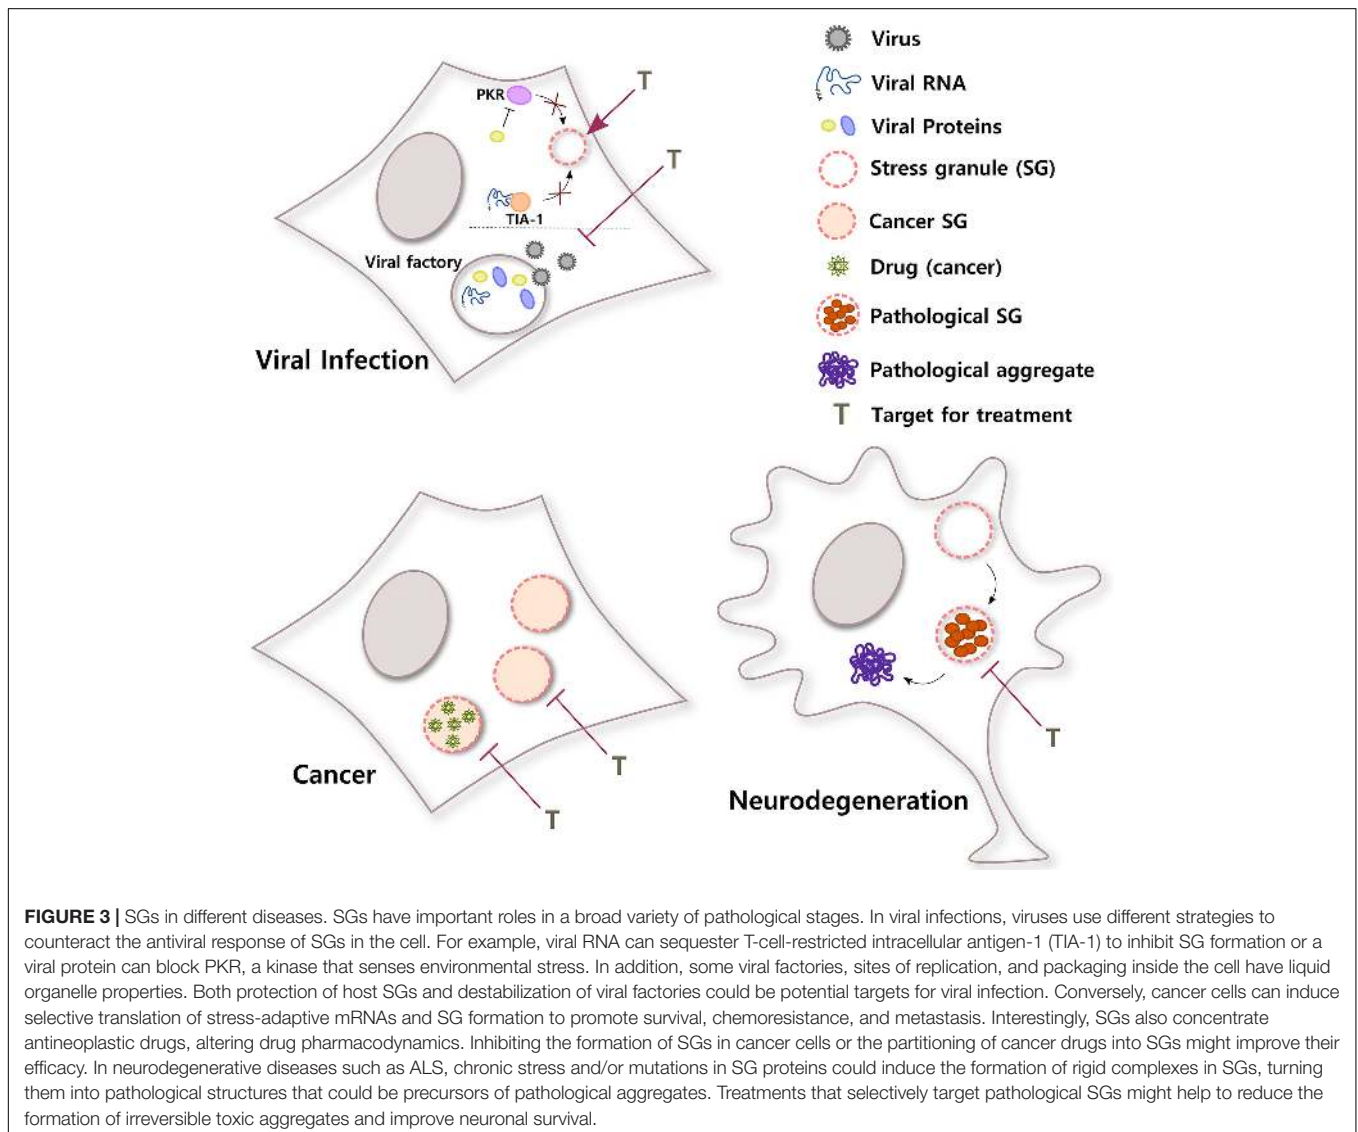 Virus
Viral RNA
Viral Proteins
Stress granule (SG)
Cancer SG
Drug (cancer)
Pathological SG
Pathological aggregate
T Target for treatment
PKR
T
T
TIA-1
Viral factory
Viral Infection
Cancer
T
T
Neurodegeneration
T
FIGURE 3 | SGs in different diseases. SGs have important roles in a broad variety of pathological stages. In viral infections, viruses use different strategies to
counteract the antiviral response of SGs in the cell. For example, viral RNA can sequester T-cell-restricted intracellular antigen-1 (TIA-1) to inhibit SG formation or a
viral protein can block PKR, a kinase that senses environmental stress. In addition, some viral factories, sites of replication, and packaging inside the cell have liquid
organelle properties. Both protection of host SGs and destabilization of viral factories could be potential targets for viral infection. Conversely, cancer cells can induce
selective translation of stress-adaptive mRNAs and SG formation to promote survival, chemoresistance, and metastasis. Interestingly, SGs also concentrate
antineoplastic drugs, altering drug pharmacodynamics. Inhibiting the formation of SGs in cancer cells or the partitioning of cancer drugs into SGs might improve their
efficacy. In neurodegenerative diseases such as ALS, chronic stress and/or mutations in SG proteins could induce the formation of rigid complexes in SGs, turning
them into pathological structures that could be precursors of pathological aggregates. Treatments that selectively target pathological SGs might help to reduce the
formation of irreversible toxic aggregates and improve neuronal survival.